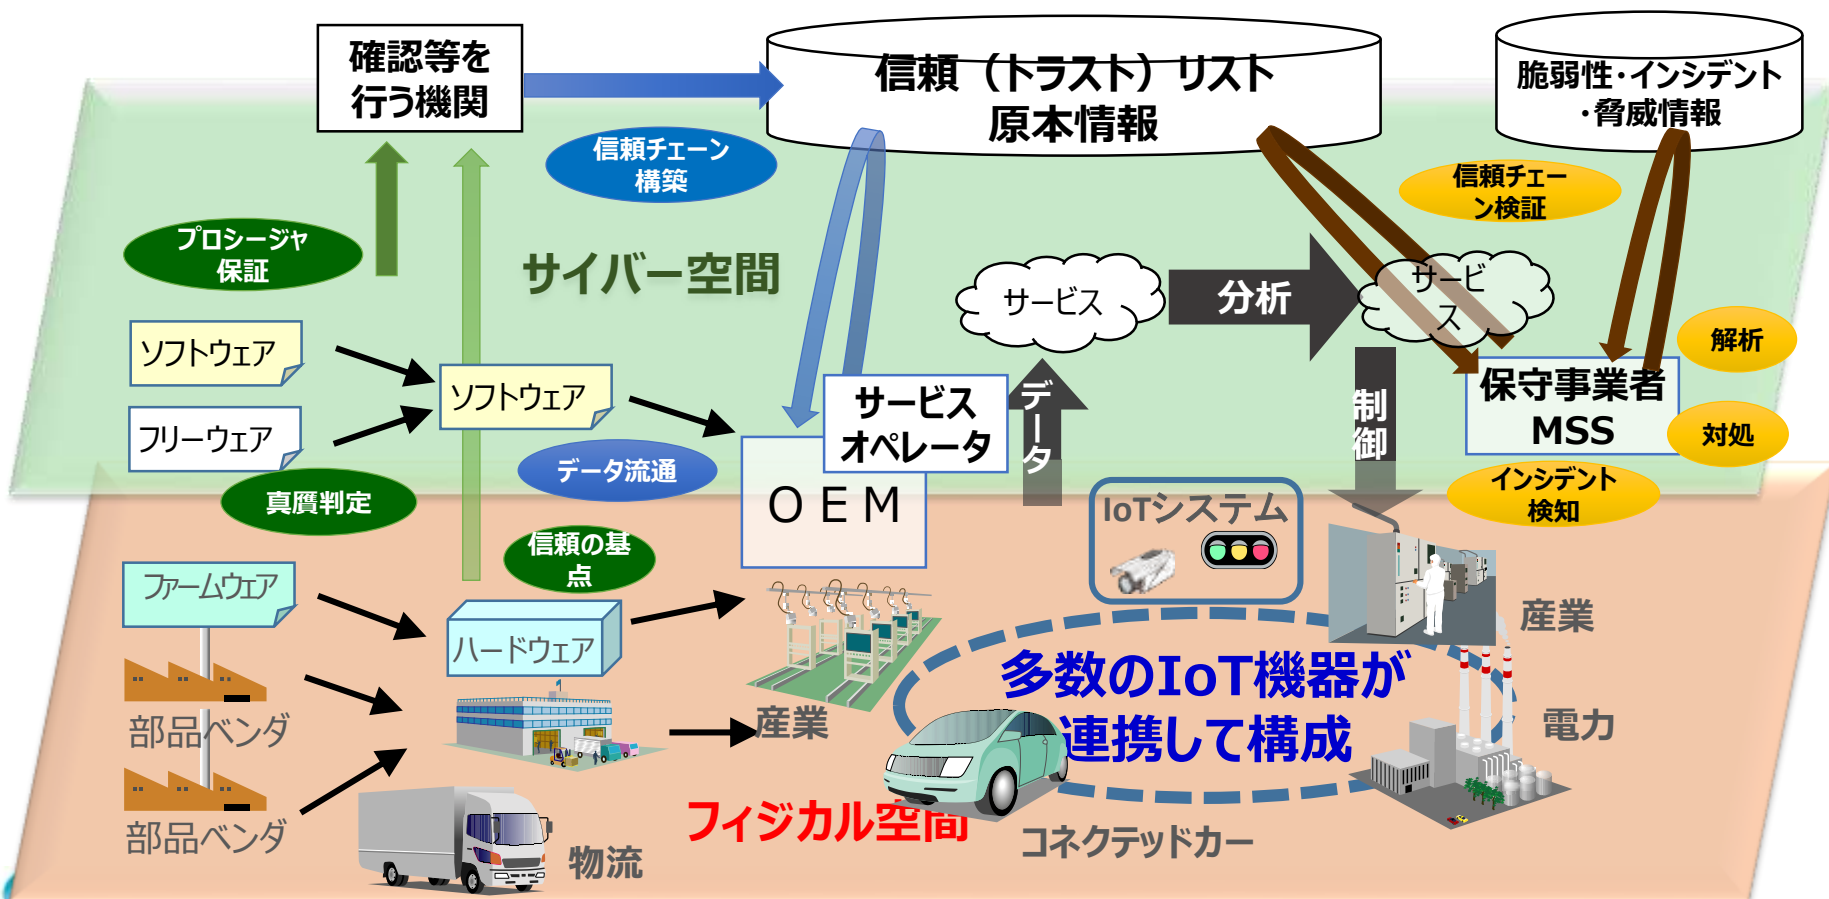 確認等を
行う機関
信頼（トラスト）リスト
原本情報
脆弱性・インシデント
・脅威情報
信頼チェーン
構築
信頼チェー
ン検証
プロシージャ
保証
サイバー空間
サービス
分析
サービ
ス
ソフトウェア
ソフトウェア
フリーウェア
サービス
オペレータ
データ
制御
解析
保守事業者
MSS
対処
データ流通
真贋判定
ＯＥＭ
インシデント
検知
IoTシステム
信頼の基
点
ファームウェア
ハードウェア
産業
多数のIoT機器が
連携して構成
部品ベンダ
産業
電力
フィジカル空間
部品ベンダ
物流
コネクテッドカー